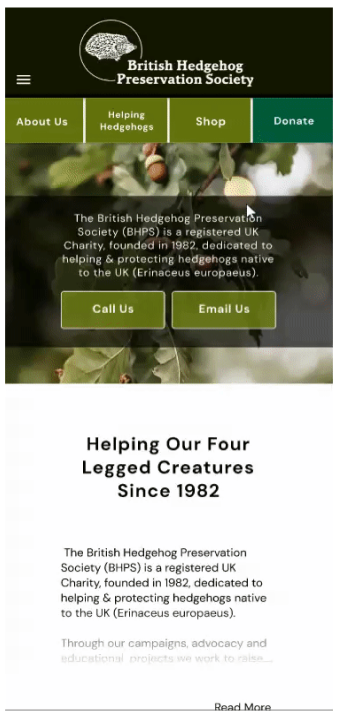 British Hedgehog
Preservation Society
About Us
Helping
Hedgehogs
Shop
Donate
The British Hedgehog Preservation
Society (BHPS) is a registered UK
Charity, founded in 1982, dedicated to
helping & protecting hedgehogs native
to the UK (Erinaceus europaeus).
Call Us
Email Us
Helping Our Four
Legged Creatures
Since 1982
The British Hedgehog Preservation
Society (BHPS) is a registered UK
Charity, founded in 1982, dedicated to
helping & protecting hedgehogs native
to the UK (Erinaceus europaeus).
Through our campaigns, advocacy and
educational projects we work to raise...
Read More